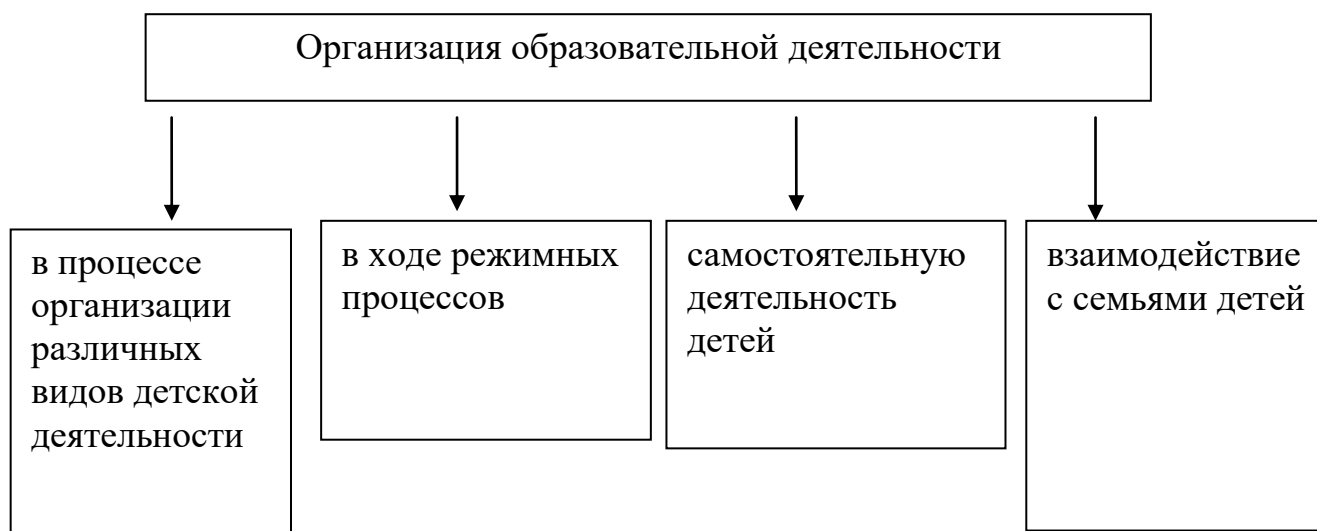 Организация образовательной деятельности
в процессе
организации
различных
видов детской
деятельности
в ходе режимных
процессов
самостоятельную
деятельность
детей
взаимодействие
с семьями детей